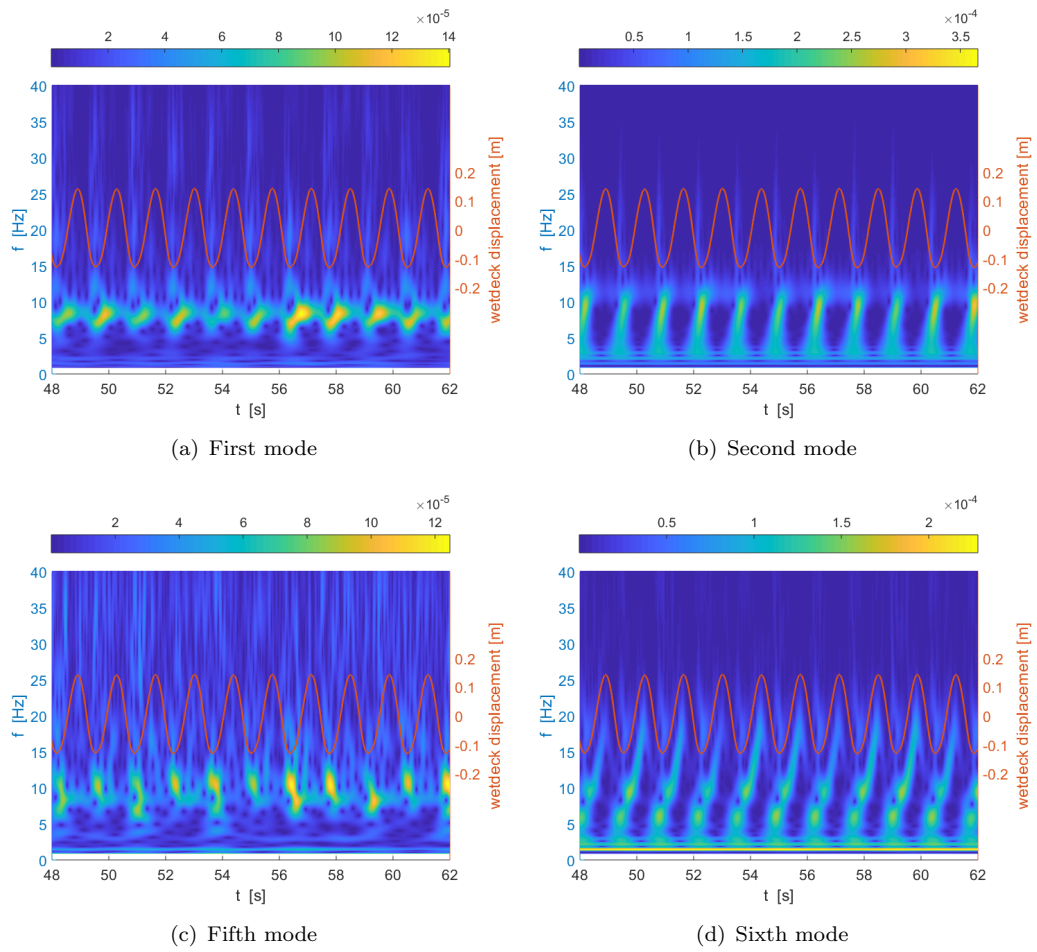 ×10-5
2 4 6 8 10 12 14
40
35
30
25
20
15
10
5
0
f [Hz]
0.2
0.1
0
-0.1
-0.2
wetdeck displacement [m]
48 50 52 54 56 58 60 62
t [s]
(a) First mode
×10-4
0.5 1 1.5 2 2.5 3 3.5
40
35
30
25
20
15
10
5
0
f [Hz]
0.2
0.1
0
-0.1
-0.2
wetdeck displacement [m]
48 50 52 54 56 58 60 62
t [s]
(b) Second mode
×10-5
2 4 6 8 10 12
40
35
30
25
20
15
10
5
0
f [Hz]
0.2
0.1
0
-0.1
-0.2
wetdeck displacement [m]
48 50 52 54 56 58 60 62
t [s]
(c) Fifth mode
×10-4
0.5 1 1.5 2
40
35
30
25
20
15
10
5
0
f [Hz]
0.2
0.1
0
-0.1
-0.2
wetdeck displacement [m]
48 50 52 54 56 58 60 62
t [s]
(d) Sixth mode